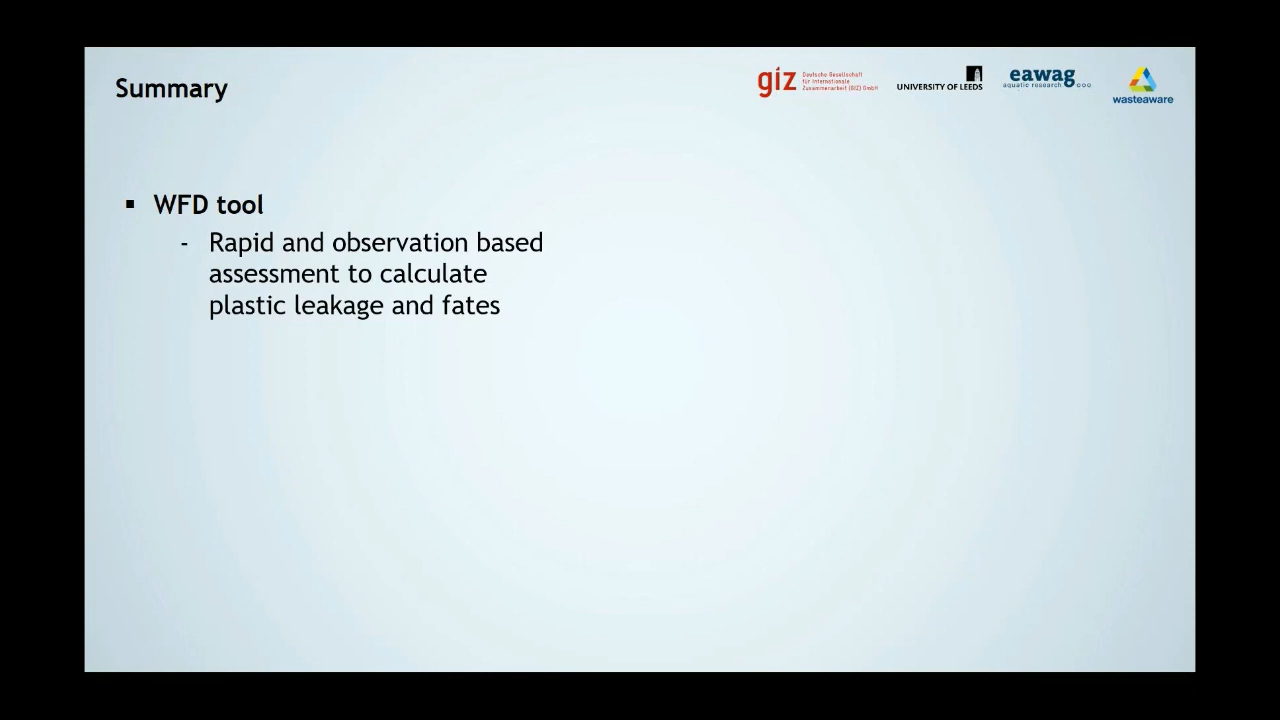 Summary
giz Deutsche Gesellschaft
für Internationale
Zusammenarbeit (GIZ) GmbH
UNIVERSITY OF LEEDS
eawag
aquatic research
wasteaware
▪ WFD tool
- Rapid and observation based
assessment to calculate
plastic leakage and fates